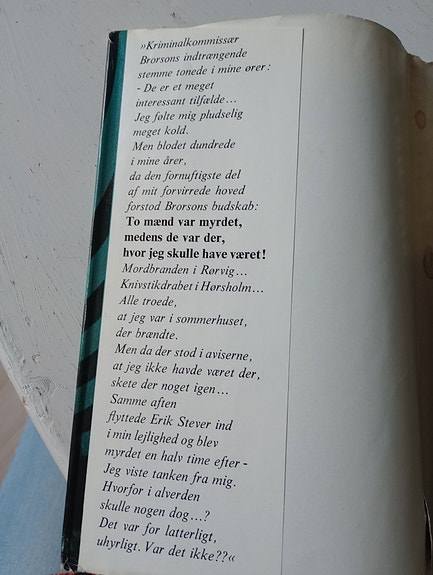 »Kriminalkommissær
Brorsons indtrængende
stemme tonede i mine ører:
- De er et meget
interessant tilfælde...
Jeg følte mig pludselig
meget kold.
Men blodet dundrede
i mine årer,
da den fornuftigste del
af mit forvirrede hoved
forstod Brorsons budskab:
To mænd var myrdet,
medens de var der,
hvor jeg skulle have været!
Mordbranden i Rørvig...
Knivstikdrabet i Hørsholm...
Alle troede,
at jeg var i sommerhuset,
der brændte.
Men da der stod i aviserne,
at jeg ikke havde været der,
skete der noget igen...
Samme aften
flyttede Erik Stever ind
i min lejlighed og blev
myrdet en halv time efter -
Jeg viste tanken fra mig.
Hvorfor i alverden
skulle nogen dog...?
Det var for latterligt,
uhyrligt. Var det ikke??«